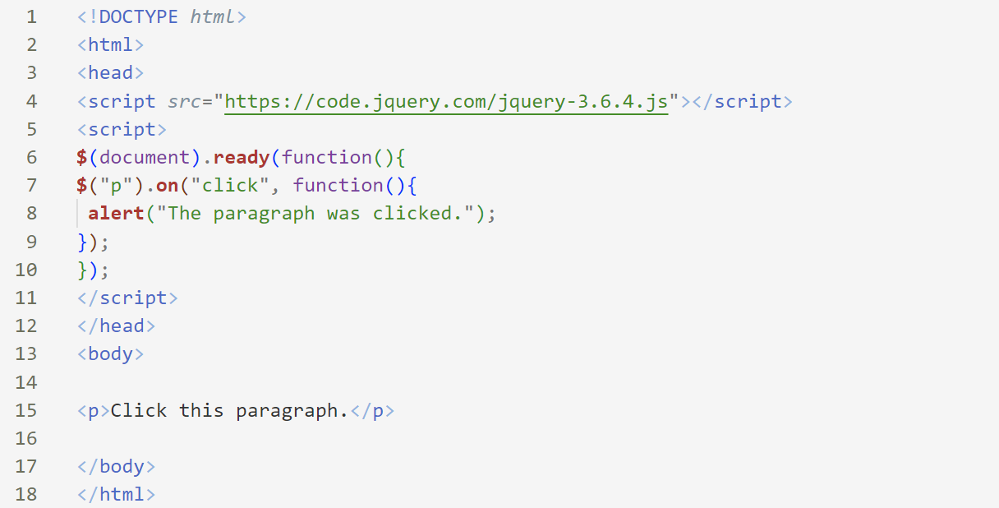 1 <!DOCTYPE html>
2 <html>
3 <head>
4 <script src="https://code.jquery.com/jquery-3.6.4.js"></script>
5 <script>
6 $(document).ready(function(){
7 $("p").on("click", function(){
8  alert("The paragraph was clicked.");
9 });
10 });
11 </script>
12 </head>
13 <body>
14
15 <p>Click this paragraph.</p>
16
17 </body>
18 </html>